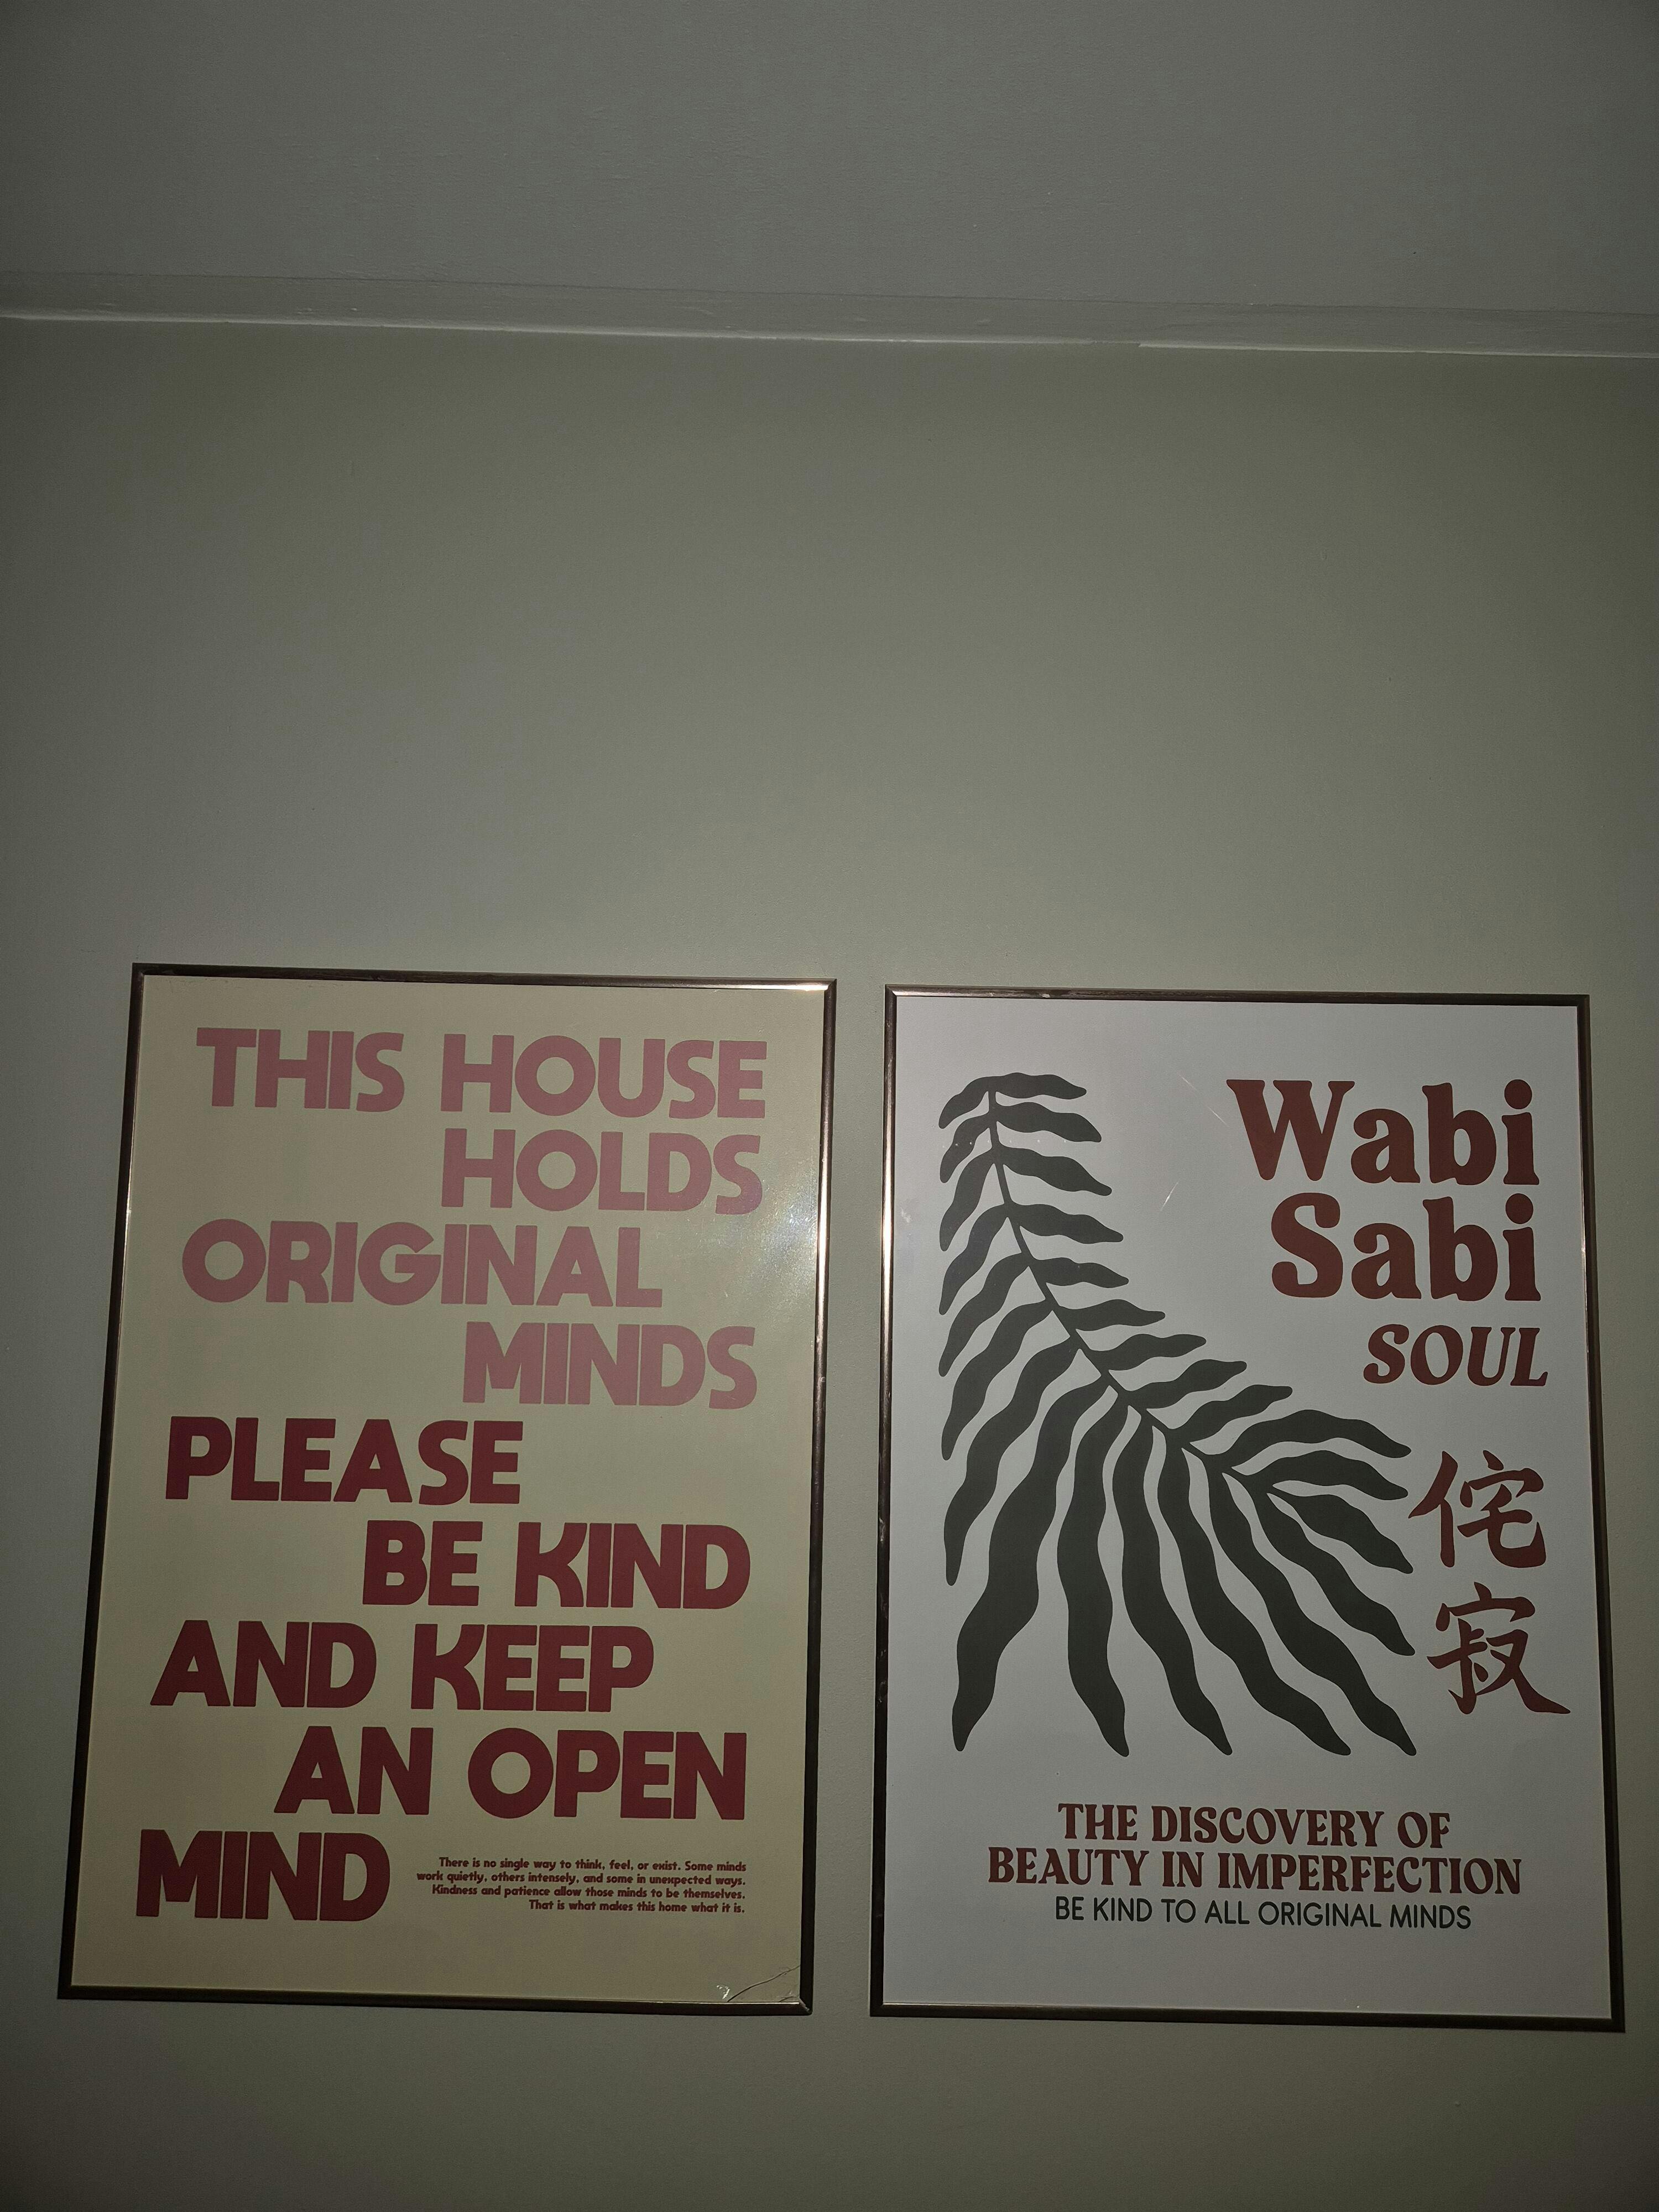 THIS HOUSE
HOLDS
ORIGINAL
MINDS
PLEASE
BE KIND
AND KEEP
AN OPEN
MIND
There is no single way to think, feel, or exist. Some minds
work quietly, others intensely, and some in unexpected ways.
Kindness and patience allow those minds to be themselves.
That is what makes this home what it is.
Wabi
Sabi
SOUL
侘
寂
THE DISCOVERY OF
BEAUTY IN IMPERFECTION
BE KIND TO ALL ORIGINAL MINDS